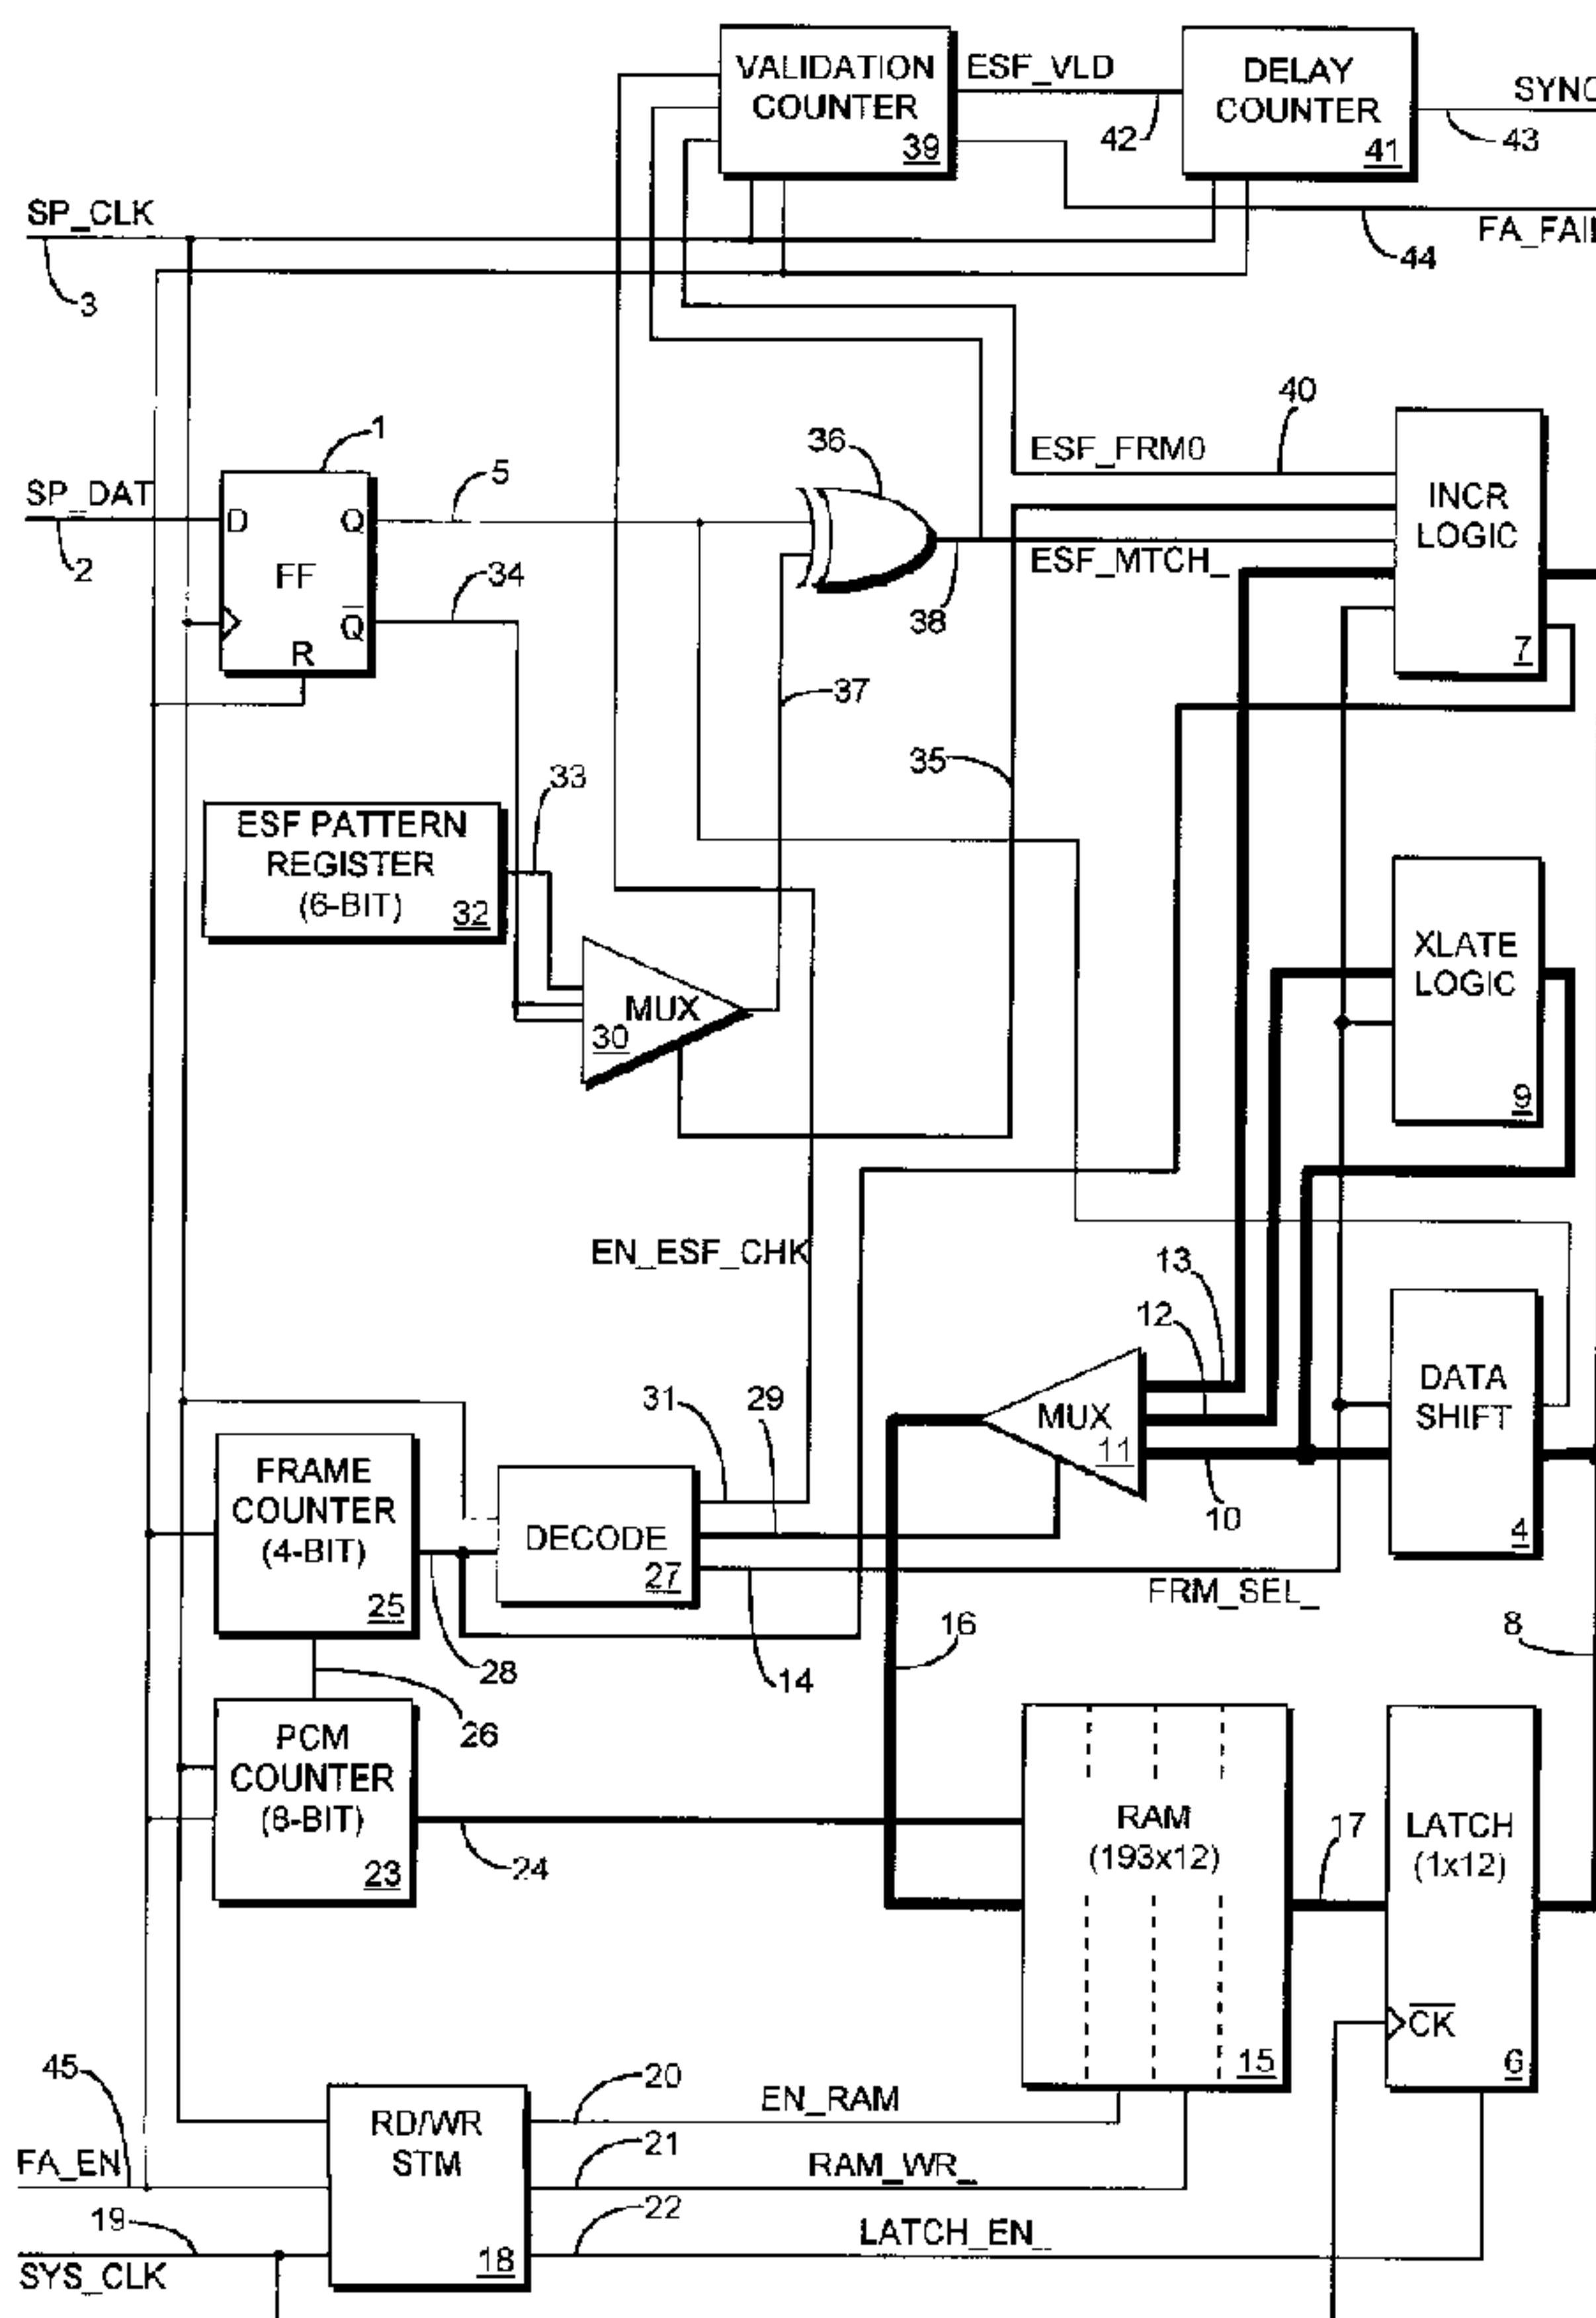 VALIDATION
COUNTER
39
ESF_VLD
42
DELAY
COUNTER
41
43
SP_CLK
3
44
40
1
36
ESF_FRM0
SP_DAT
2
D
Q
FF
Q̅
R
5
34
38
ESF_MTCH_
INCR
LOGIC
7
37
35
33
ESF PATTERN
REGISTER
(6-BIT)
32
MUX
30
XLATE
LOGIC
9
EN_ESF_CHK
13
12
31
29
MUX
11
10
DATA
SHIFT
4
FRAME
COUNTER
(4-BIT)
25
DECODE
27
FRM_SEL_
28
14
16
8
26
PCM
COUNTER
(8-BIT)
23
24
RAM
(193x12)
15
17
LATCH
(1x12)
C̅K̅
6
45
20
EN_RAM
RD/WR
STM
18
FA_EN
21
RAM_WR_
19
22
LATCH_EN_
SYS_CLK